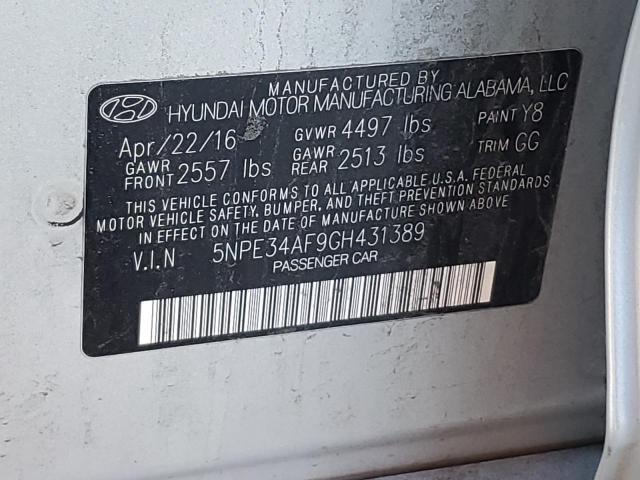 MANUFACTURED BY
HYUNDAI MOTOR MANUFACTURING ALABAMA, LLC
Apr/22/16 GVWR 4497 lbs PAINT Y8
GAWR FRONT 2557 lbs GAWR REAR 2513 lbs TRIM GG
THIS VEHICLE CONFORMS TO ALL APPLICABLE U.S.A. FEDERAL
MOTOR VEHICLE SAFETY, BUMPER, AND THEFT PREVENTION STANDARDS
IN EFFECT ON THE DATE OF MANUFACTURE SHOWN ABOVE.
V.I.N 5NPE34AF9GH431389
PASSENGER CAR